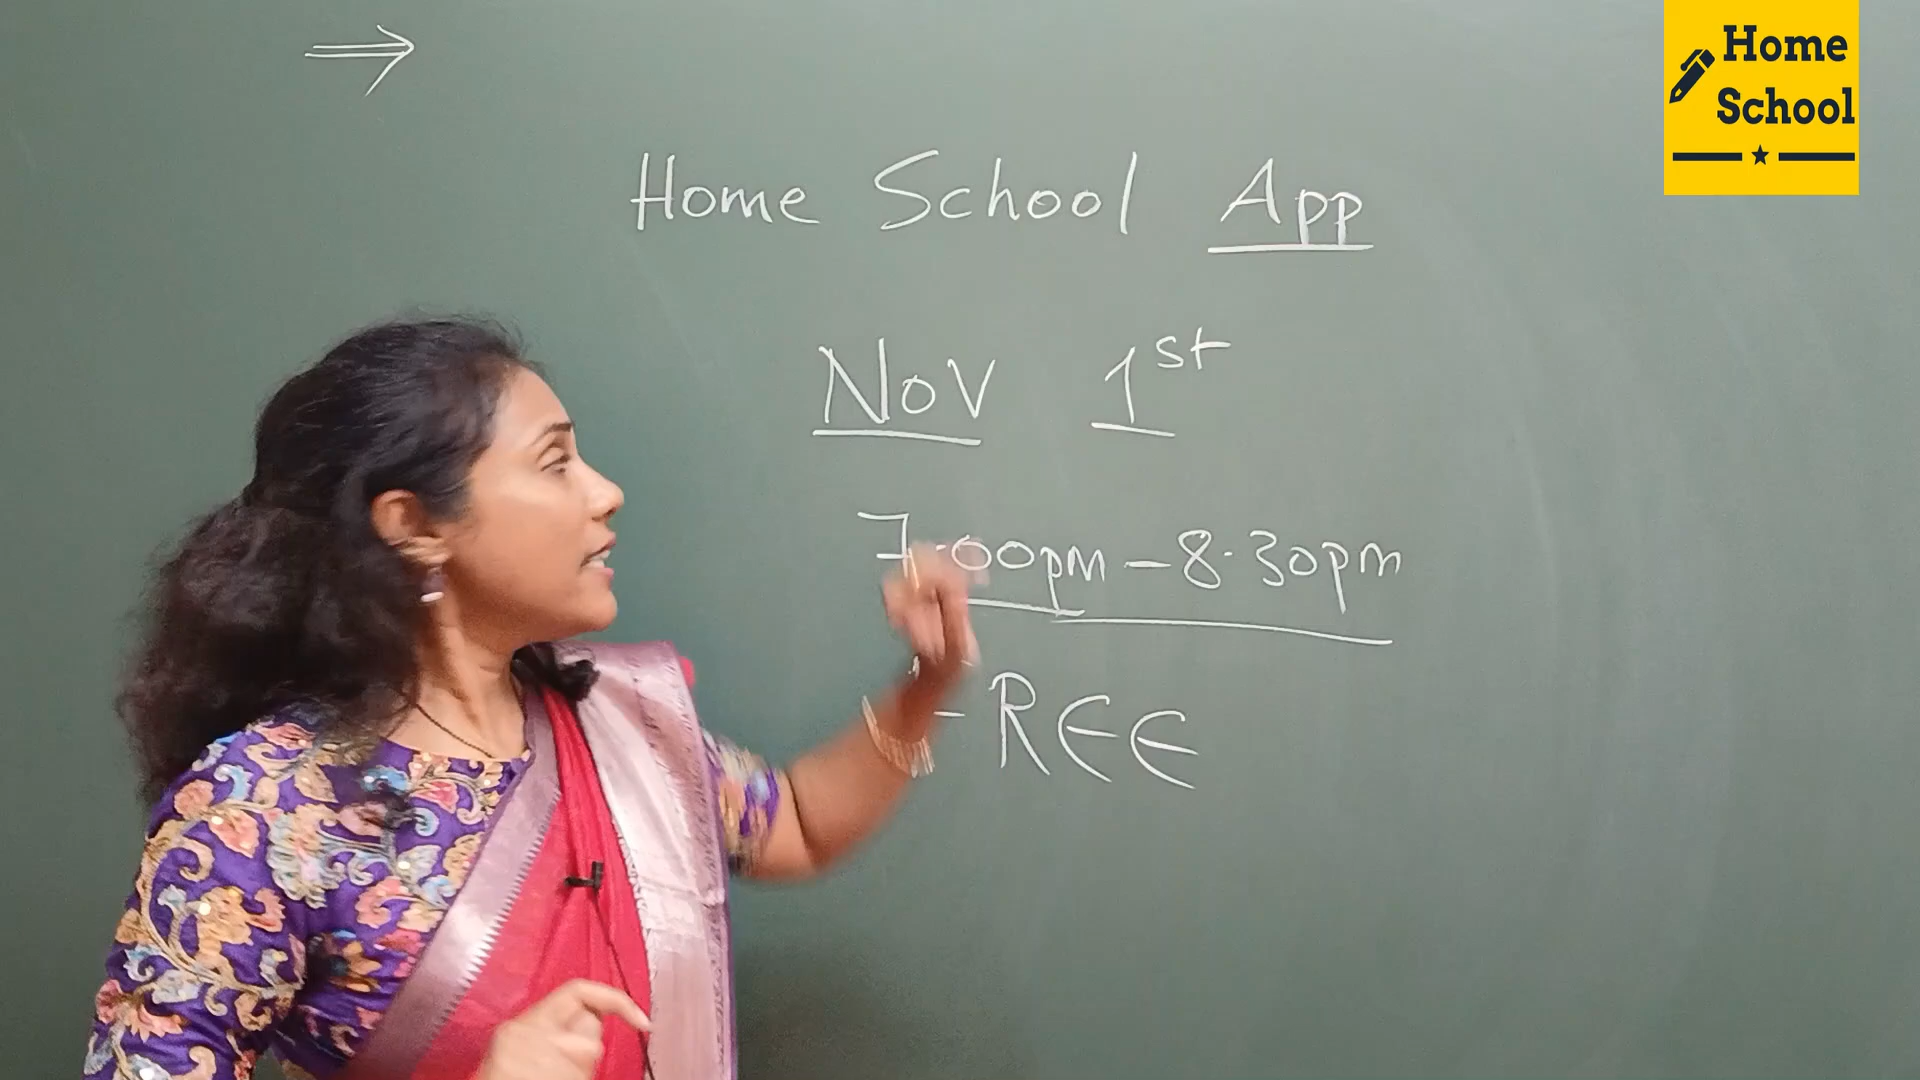 Home
School
⇒
Home School App
Nov 1st
7.00pm - 8.30pm
REE